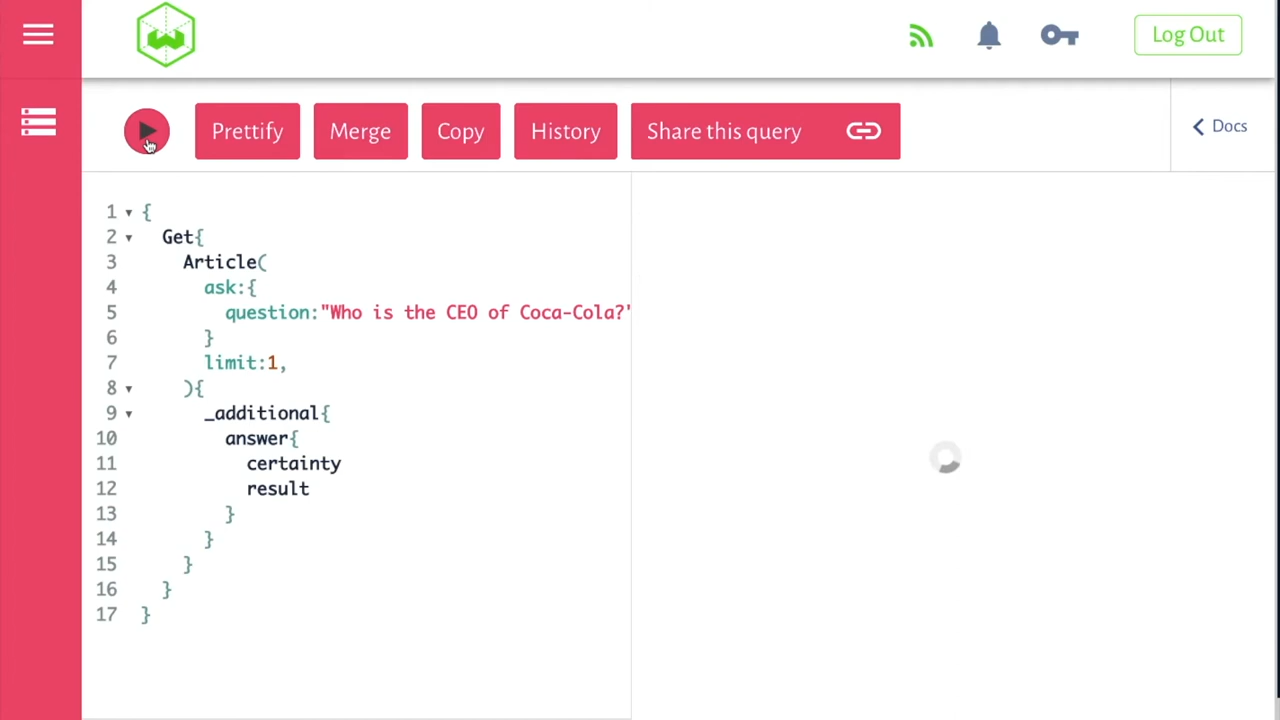 Log Out
Prettify
Merge
Copy
History
Share this query
Docs
1 {
2 Get{
3 Article(
4 ask:{
5 question:"Who is the CEO of Coca-Cola?"
6 }
7 limit:1,
8 ){
9 _additional{
10 answer{
11 certainty
12 result
13 }
14 }
15 }
16 }
17 }